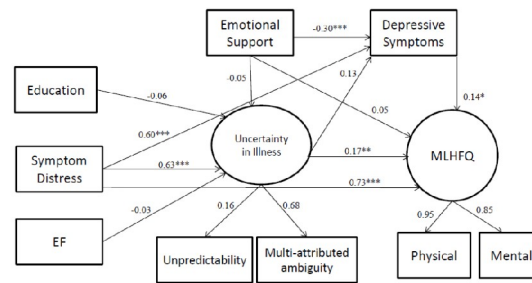 Emotional
Support
-0.30***
Depressive
Symptoms
Education
-0.06
-0.05
0.13
0.14*
0.60***
Uncertainty
in Illness
0.05
Symptom
Distress
0.63***
0.17**
MLHFQ
0.73***
EF
-0.03
0.16
0.68
0.95
0.85
Unpredictability
Multi-attributed
ambiguity
Physical
Mental